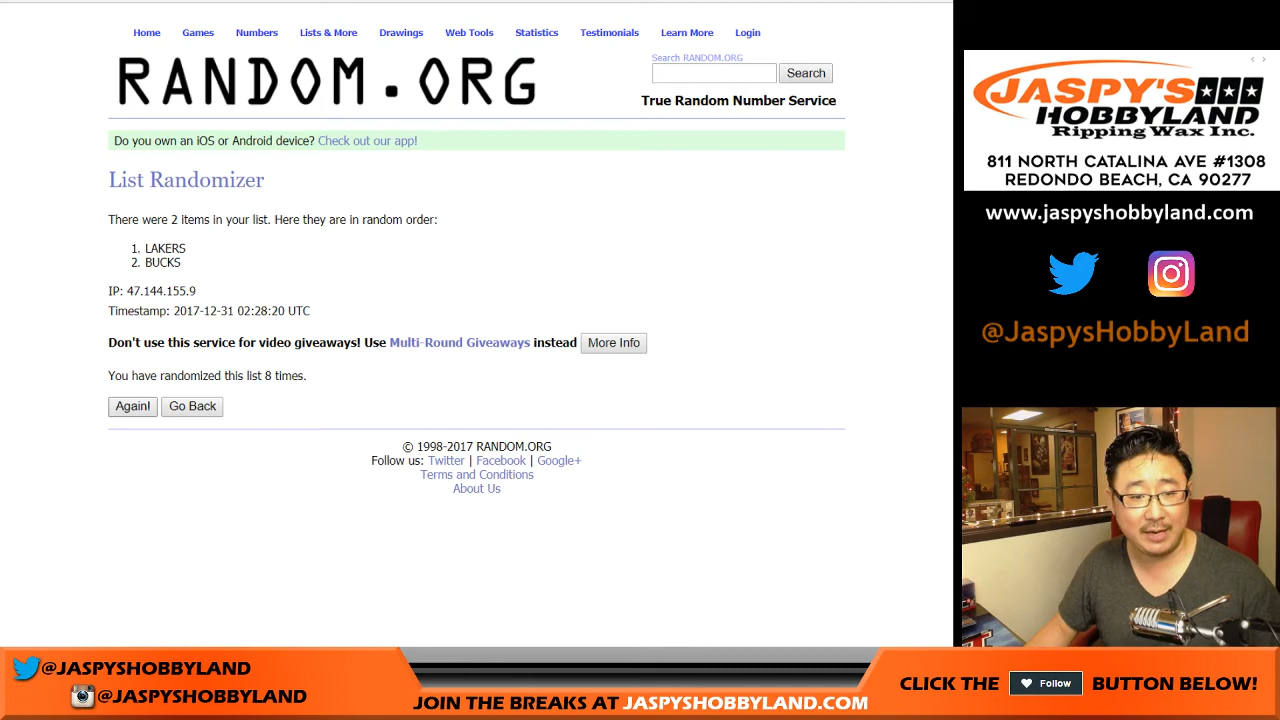 Home Games Numbers Lists & More Drawings Web Tools Statistics Testimonials Learn More Login
RANDOM.ORG
Search RANDOM.ORG
Search
True Random Number Service
Do you own an iOS or Android device? Check out our app!
List Randomizer
There were 2 items in your list. Here they are in random order:
1. LAKERS
2. BUCKS
IP: 47.144.155.9
Timestamp: 2017-12-31 02:28:20 UTC
Don't use this service for video giveaways! Use Multi-Round Giveaways instead More Info
You have randomized this list 8 times.
Again! Go Back
© 1998-2017 RANDOM.ORG
Follow us: Twitter | Facebook | Google+
Terms and Conditions
About Us
JASPY'S
HOBBYLAND
Ripping Wax Inc.
811 NORTH CATALINA AVE #1308
REDONDO BEACH, CA 90277
www.jaspyshobbyland.com
@JaspysHobbyLand
@JASPYSHOBBYLAND
@JASPYSHOBBYLAND
JOIN THE BREAKS AT JASPYSHOBBYLAND.COM
CLICK THE Follow BUTTON BELOW!